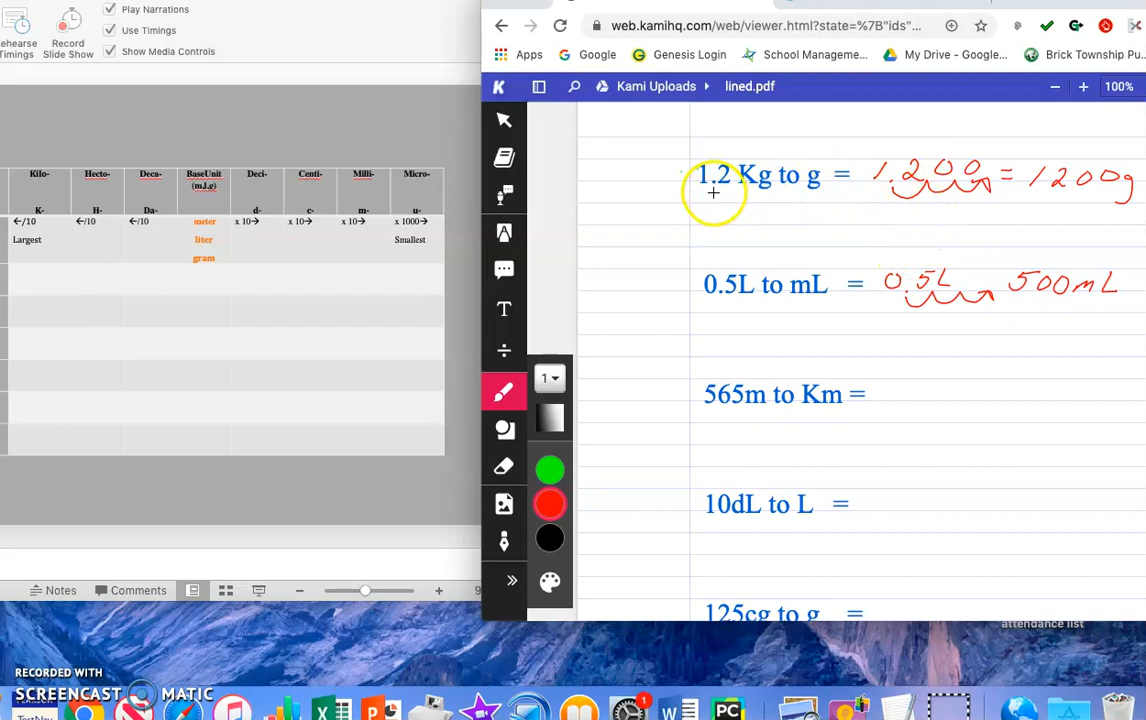 ehearse
Timings
Record
Slide Show
Play Narrations
Use Timings
Show Media Controls
web.kamihq.com/web/viewer.html?state=%7B"ids"...
Apps
Google
Genesis Login
School Manageme...
My Drive - Google...
Brick Township Pu...
K
Kami Uploads
lined.pdf
100%
Kilo-
Hecto-
Deca-
BaseUnit
(m,l,g)
Deci-
Centi-
Milli-
Micro-
K-
H-
Da-
d-
c-
m-
u-
←/10
←/10
←/10
meter
x 10→
x 10→
x 10→
x 1000→
Largest
liter
Smallest
gram
1.2 Kg to g = 1.200 = 1200g
0.5L to mL = 0.5L 500mL
565m to Km =
10dL to L =
125cg to g =
T
1
Notes
Comments
9
attendance list
RECORDED WITH
SCREENCAST MATIC
TestNav
1
PC